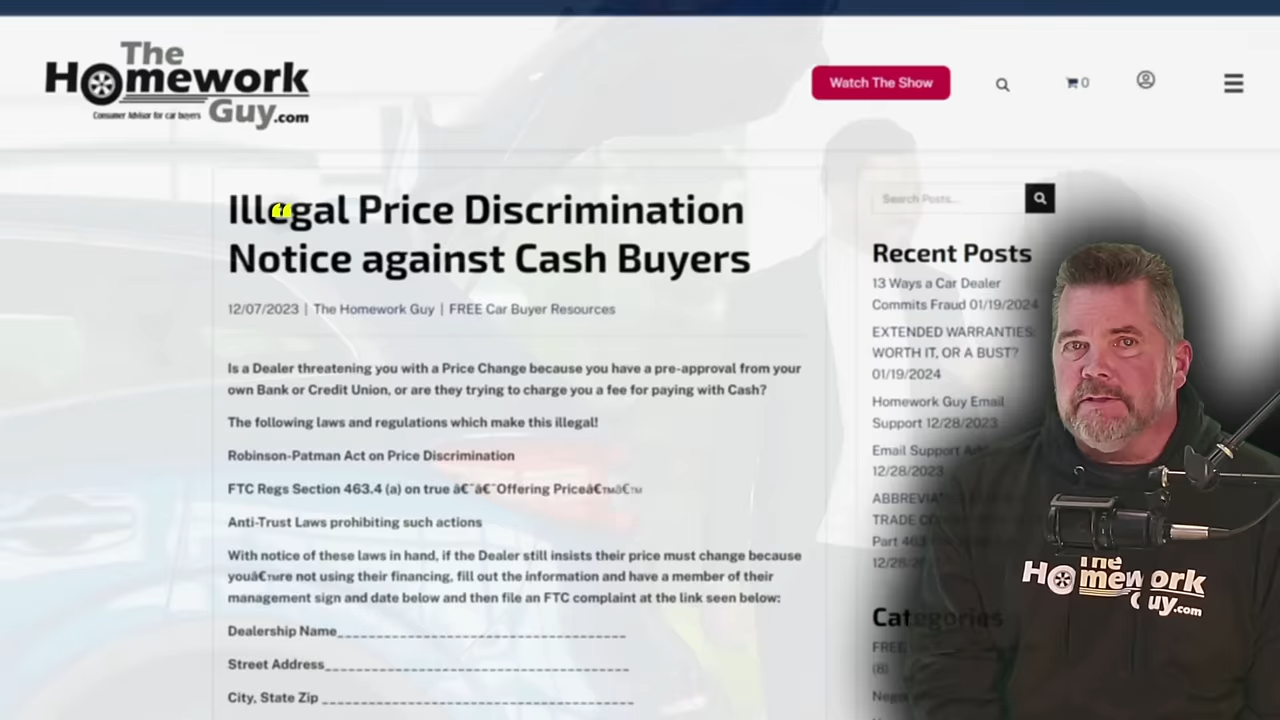 The
Homework
Guy.com
Consumer Advisor for car buyers
Watch The Show
0
Illegal Price Discrimination
Notice against Cash Buyers
12/07/2023 | The Homework Guy | FREE Car Buyer Resources
Is a Dealer threatening you with a Price Change because you have a pre-approval from your
own Bank or Credit Union, or are they trying to charge you a fee for paying with Cash?
The following laws and regulations which make this illegal!
Robinson-Patman Act on Price Discrimination
FTC Regs Section 463.4 (a) on true â€˜â€˜Offering Priceâ€™â€™
Anti-Trust Laws prohibiting such actions
With notice of these laws in hand, if the Dealer still insists their price must change because
youâ€™re not using their financing, fill out the information and have a member of their
management sign and date below and then file an FTC complaint at the link seen below:
Dealership Name_____________________________
Street Address_______________________________
City, State Zip ________________________________
Search Posts...
Recent Posts
13 Ways a Car Dealer
Commits Fraud 01/19/2024
EXTENDED WARRANTIES:
WORTH IT, OR A BUST?
01/19/2024
Homework Guy Email
Support 12/28/2023
Email Support
12/28/2023
TRADE
Part 463
Categories
FREE
(8)
The
Homework
Guy.com